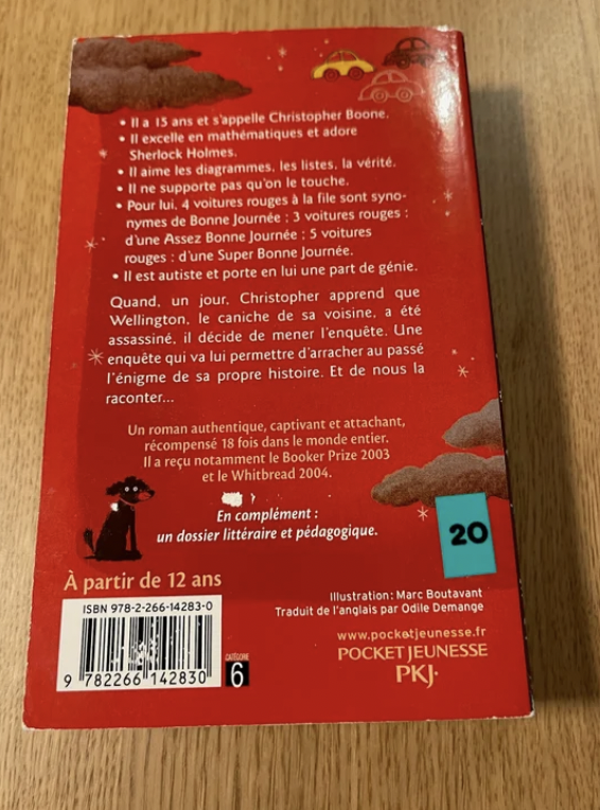 • Il a 15 ans et s'appelle Christopher Boone.
• Il excelle en mathématiques et adore
Sherlock Holmes.
• Il aime les diagrammes, les listes, la vérité.
• Il ne supporte pas qu'on le touche.
• Pour lui, 4 voitures rouges à la file sont syno-
nymes de Bonne Journée ; 3 voitures rouges :
d'une Assez Bonne Journée ; 5 voitures
rouges : d'une Super Bonne Journée.
• Il est autiste et porte en lui une part de génie.
Quand, un jour, Christopher apprend que
Wellington, le caniche de sa voisine, a été
assassiné, il décide de mener l'enquête. Une
enquête qui va lui permettre d'arracher au passé
l'énigme de sa propre histoire. Et de nous la
raconter...
Un roman authentique, captivant et attachant,
récompensé 18 fois dans le monde entier.
Il a reçu notamment le Booker Prize 2003
et le Whitbread 2004.
En complément :
un dossier littéraire et pédagogique.
20
À partir de 12 ans
ISBN 978-2-266-14283-0
9 782266 142830
CATÉGORIE
6
Illustration : Marc Boutavant
Traduit de l'anglais par Odile Demange
www.pocketjeunesse.fr
POCKET JEUNESSE
PKJ·